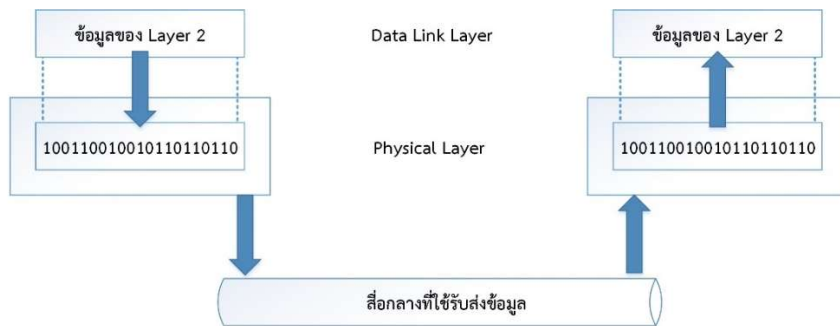 ข้อมูลของ Layer 2
Data Link Layer
ข้อมูลของ Layer 2
100110010010110110110
Physical Layer
100110010010110110110
สื่อกลางที่ใช้รับส่งข้อมูล